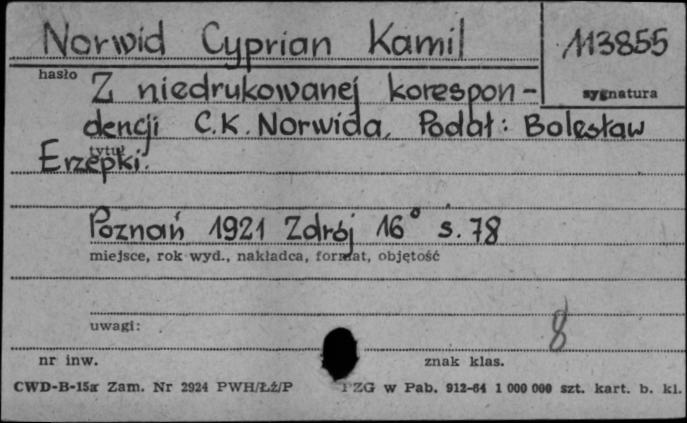 Norwid Cyprian Kamil
113855
hasło
sygnatura
Z niedrukowanej korespon-
dencji C.K. Norwida. Podał: Bolesław
tytuł
Erzepki.
Poznań 1921 Zdrój 16° s. 78
miejsce, rok wyd., nakładca, format, objętość
uwagi:
8
nr inw.
znak klas.
CWD-B-15a Zam. Nr 2924 PWH/ŁŻ/P
PZG w Pab. 912-64 1 000 000 szt. kart. b. kl.